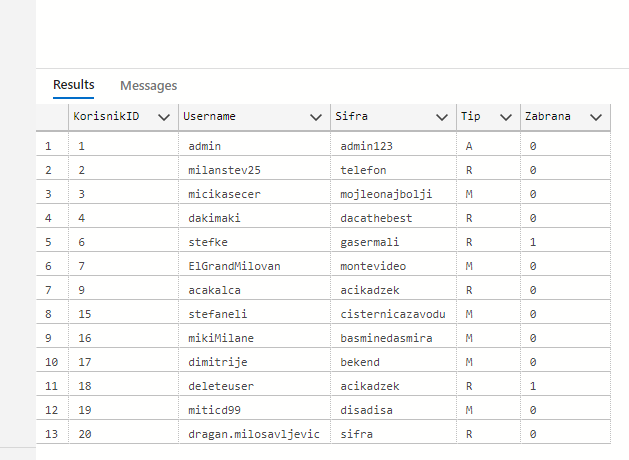 Results Messages
KorisnikID Username Sifra Tip Zabrana
1 1 admin admin123 A 0
2 2 milanstev25 telefon R 0
3 3 micikasecer mojleonajbolji M 0
4 4 dakimaki dacathebest R 0
5 6 stefke gasermali R 1
6 7 ElGrandMilovan montevideo M 0
7 9 acakalca acikadzek R 0
8 15 stefaneli cisternicazavodu M 0
9 16 mikiMilane basminedasmira M 0
10 17 dimitrije bekend M 0
11 18 deleteuser acikadzek R 1
12 19 miticd99 disadisa M 0
13 20 dragan.milosavljevic sifra R 0